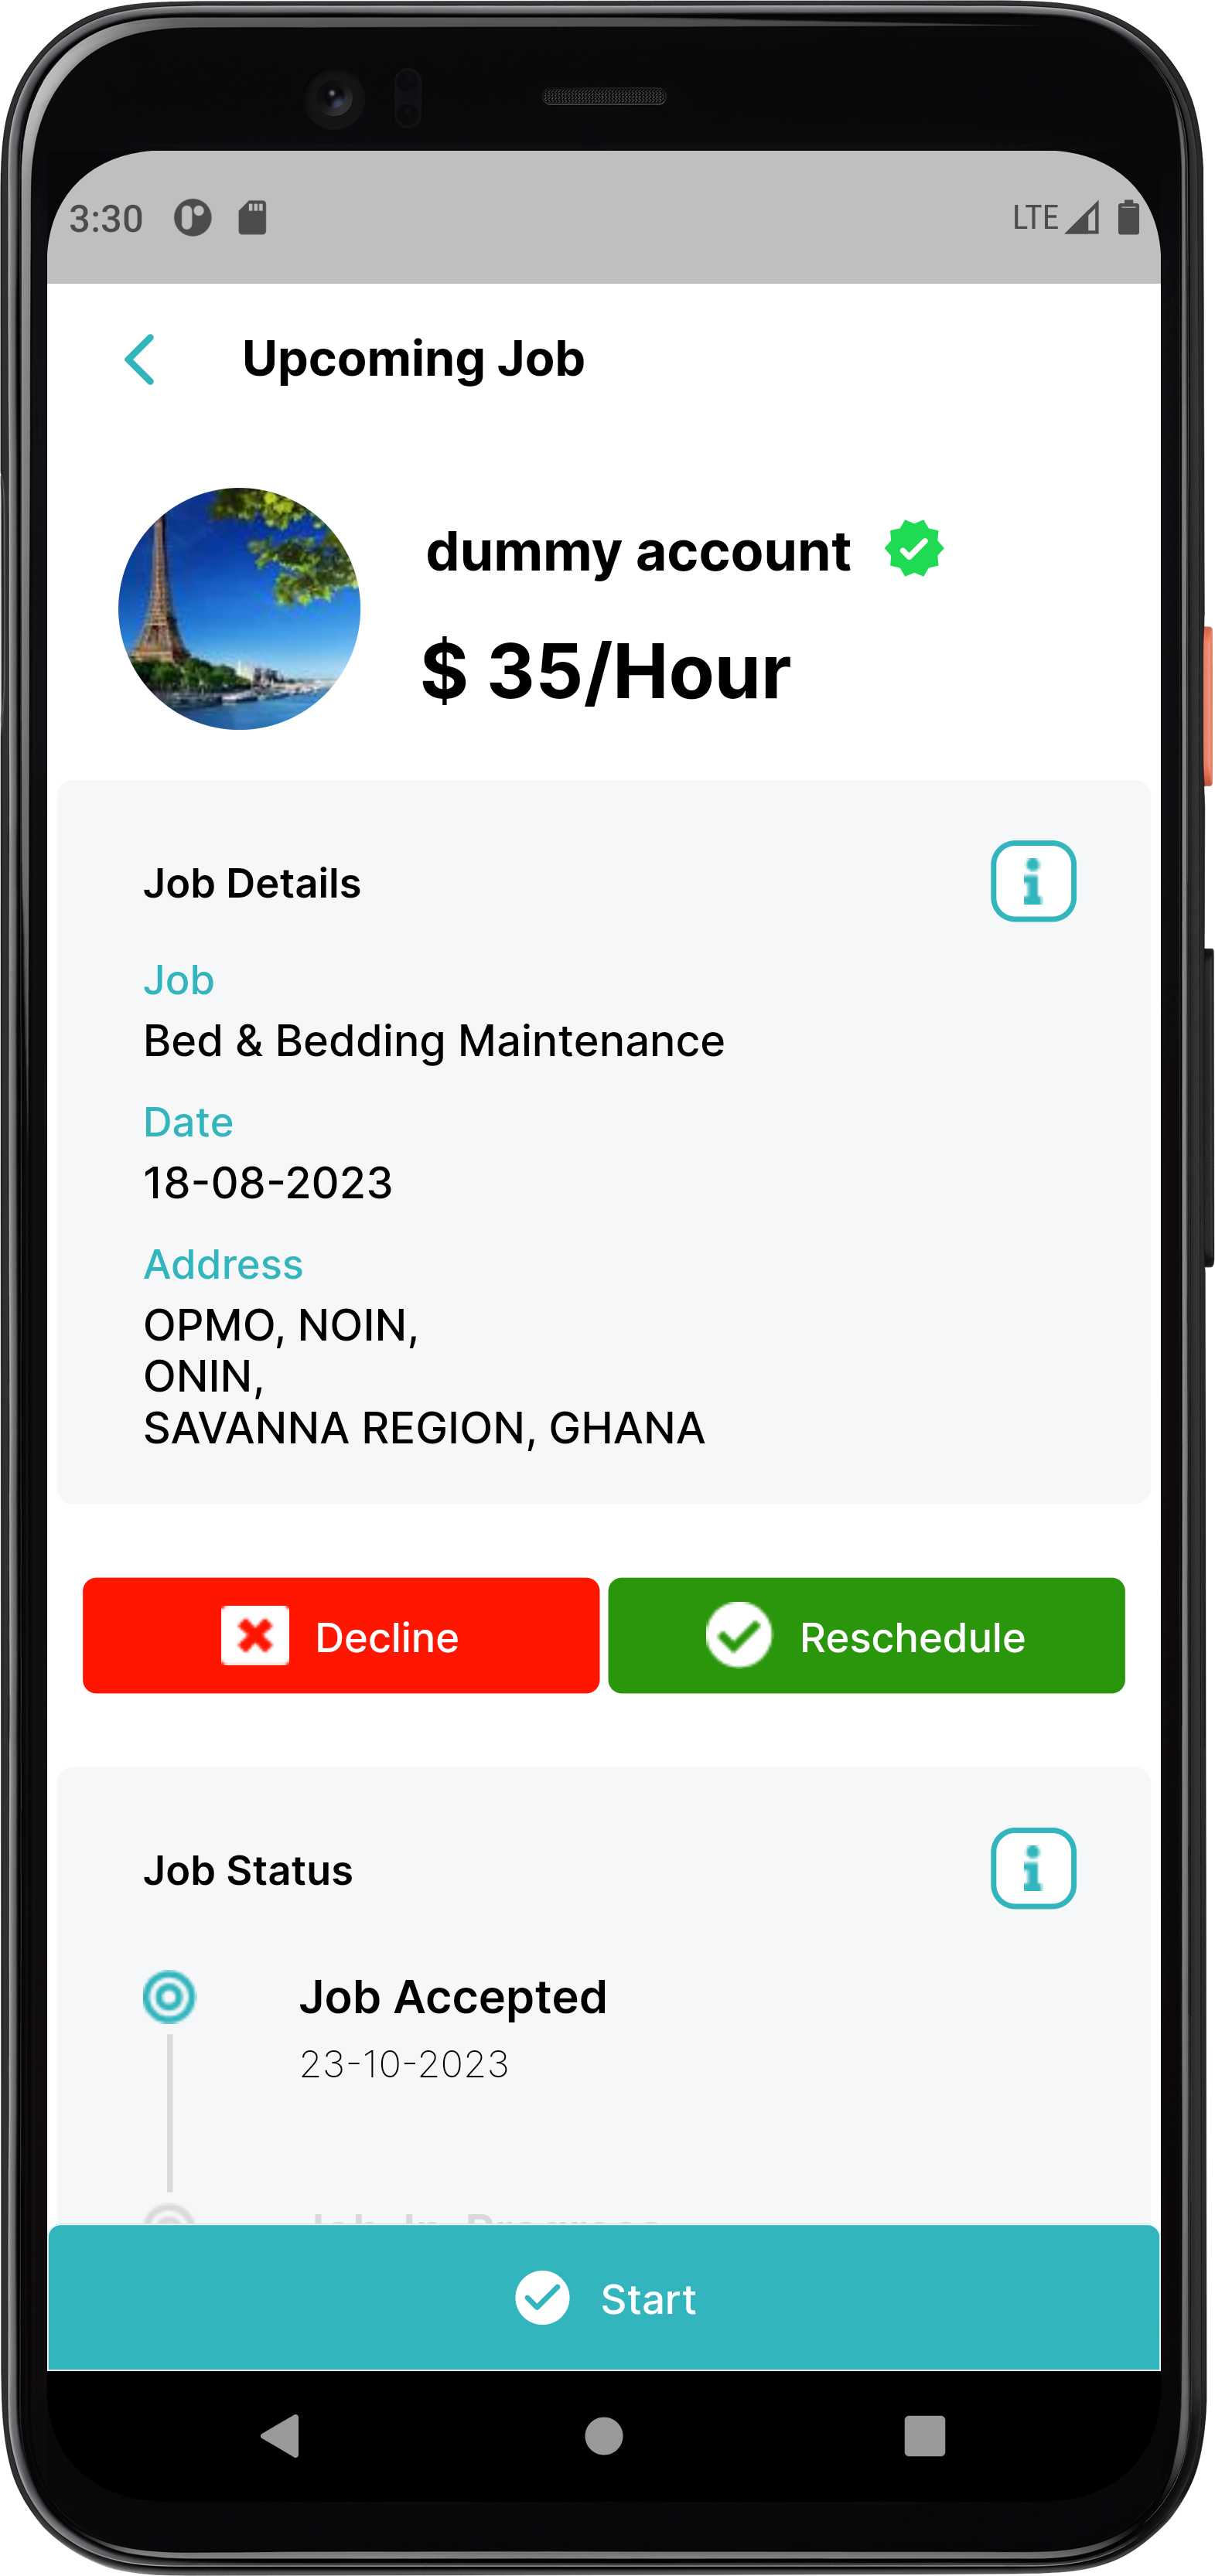 3:30 LTE
Upcoming Job
dummy account
$ 35/Hour
Job Details
Job
Bed & Bedding Maintenance
Date
18-08-2023
Address
OPMO, NOIN,
ONIN,
SAVANNA REGION, GHANA
Decline Reschedule
Job Status
Job Accepted
23-10-2023
Start